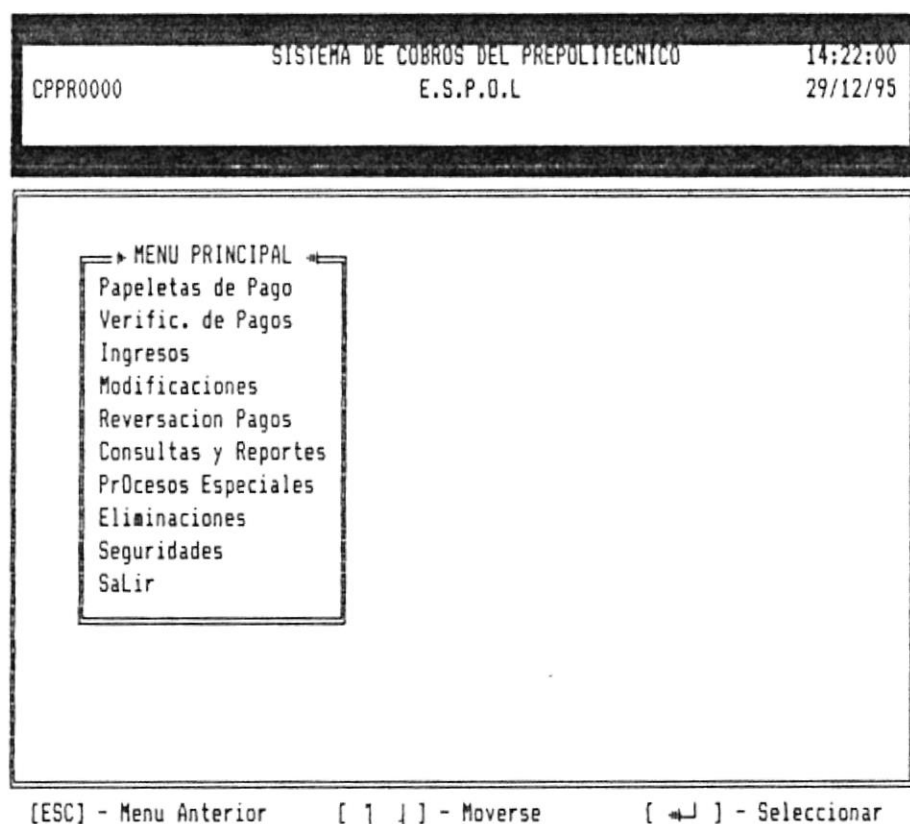 SISTEMA DE COBROS DEL PREPOLITECNICO 14:22:00
CPPR0000 E.S.P.O.L 29/12/95
MENU PRINCIPAL
Papeletas de Pago
Verific. de Pagos
Ingresos
Modificaciones
Reversacion Pagos
Consultas y Reportes
PrOcesos Especiales
Eliminaciones
Seguridades
SaLir
[ESC] - Menu Anterior [ ↑ ↓ ] - Moverse [ ◄┘ ] - Seleccionar